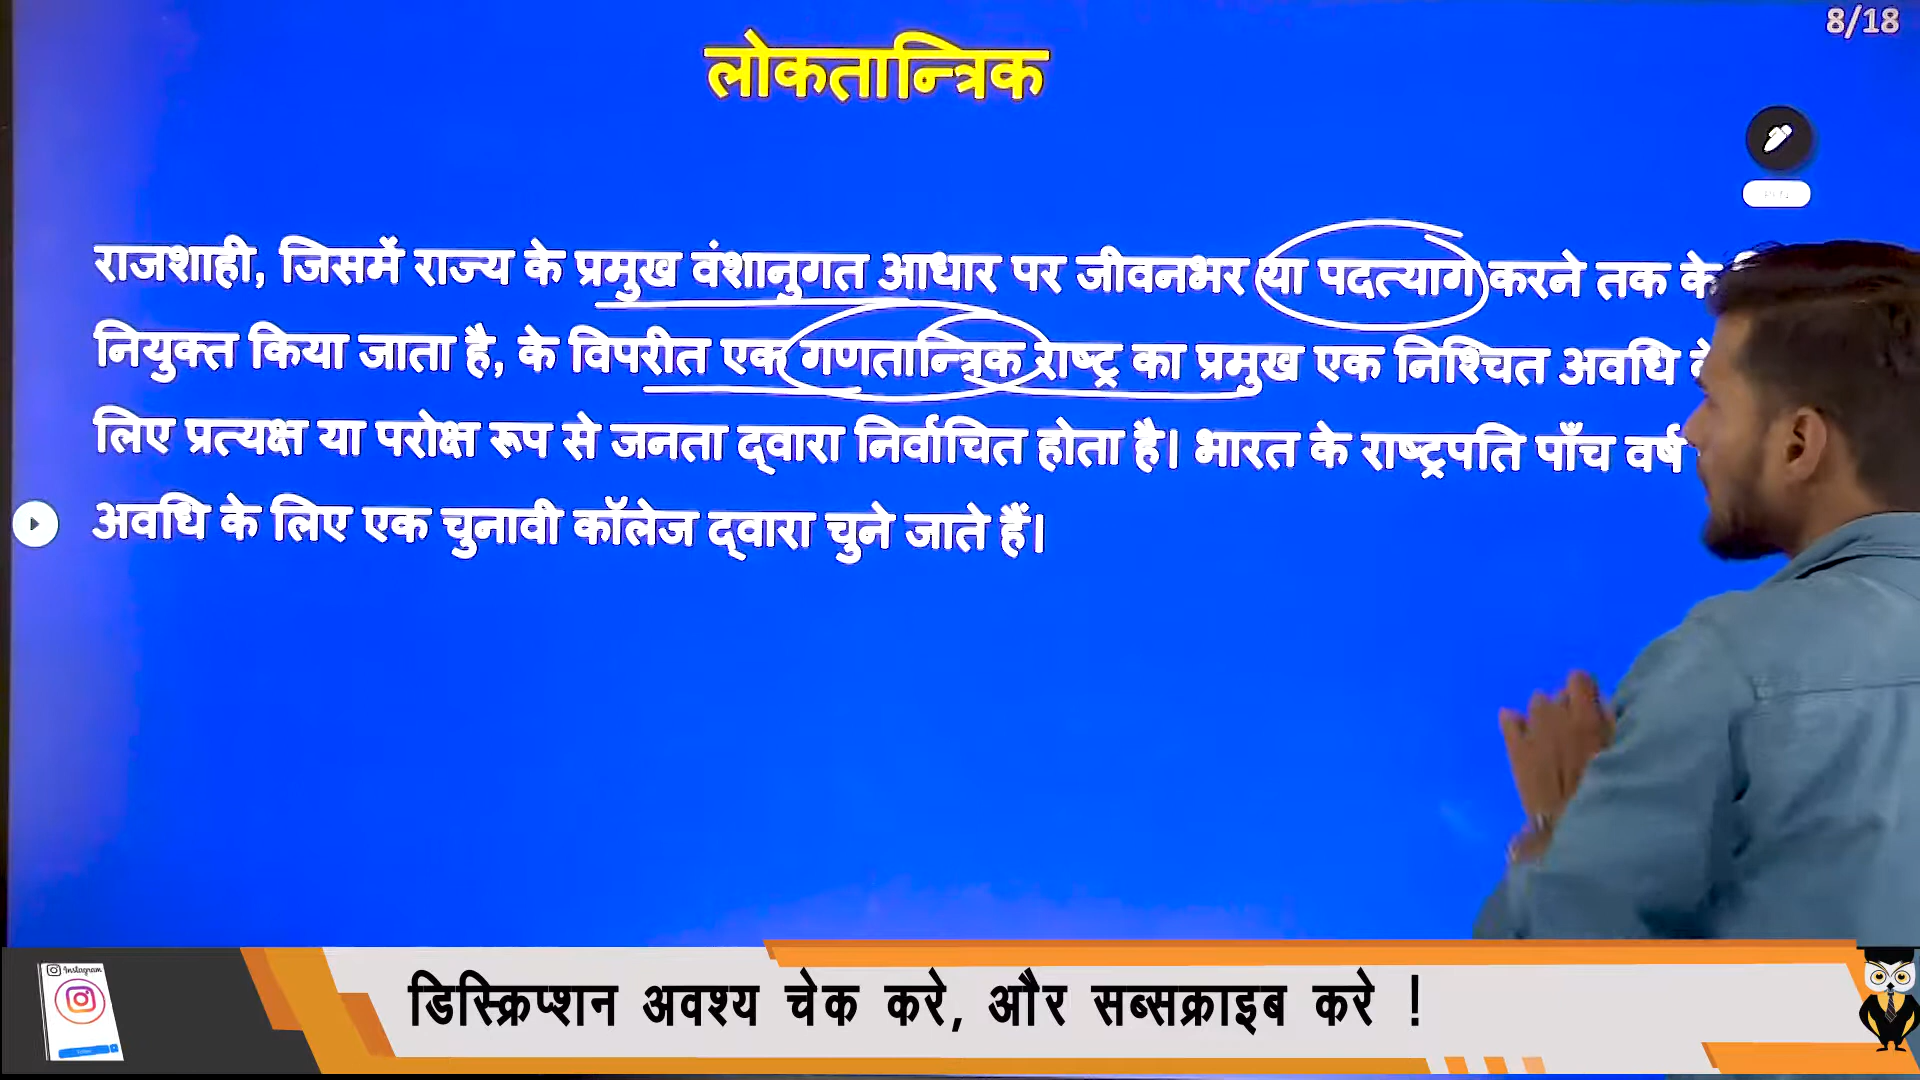 8/18
लोकतान्त्रिक
राजशाही, जिसमें राज्य के प्रमुख वंशानुगत आधार पर जीवनभर या पदत्याग करने तक के
नियुक्त किया जाता है, के विपरीत एक गणतान्त्रिक राष्ट्र का प्रमुख एक निश्चित अवधि
लिए प्रत्यक्ष या परोक्ष रूप से जनता द्वारा निर्वाचित होता है। भारत के राष्ट्रपति पाँच वर्ष
अवधि के लिए एक चुनावी कॉलेज द्वारा चुने जाते हैं।
Instagram
डिस्क्रिप्शन अवश्य चेक करे, और सब्सक्राइब करे !